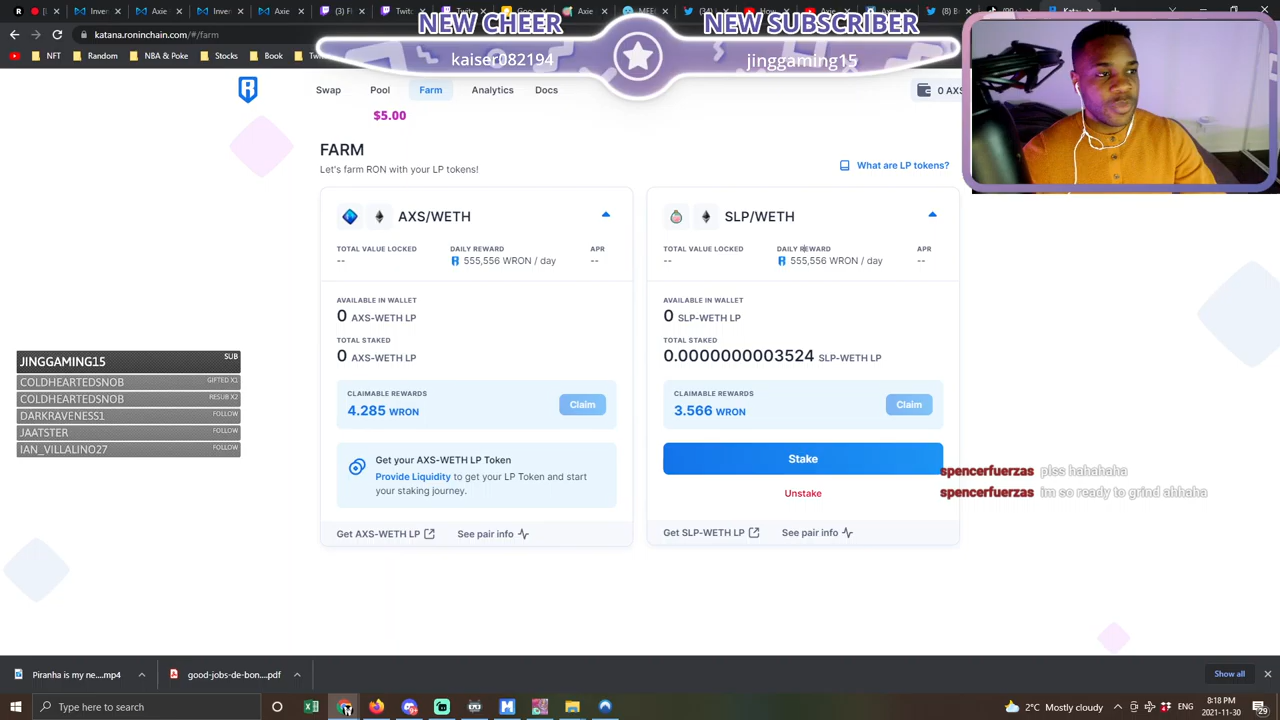 NEW CHEER
NEW SUBSCRIBER
kaiser082194
jinggaming15
$5.00
Invent
Invent
Invent
Axie
katana.roninchain.com/#/farm
NFT
Random
NBA & Poke
Stocks
Book
Swap
Pool
Farm
Analytics
Docs
0 AXS
FARM
Let's farm RON with your LP tokens!
What are LP tokens?
AXS/WETH
TOTAL VALUE LOCKED
DAILY REWARD
APR
--
555,556 WRON / day
--
AVAILABLE IN WALLET
0 AXS-WETH LP
TOTAL STAKED
0 AXS-WETH LP
CLAIMABLE REWARDS
4.285 WRON
Claim
Get your AXS-WETH LP Token
Provide Liquidity to get your LP Token and start
your staking journey.
Get AXS-WETH LP
See pair info
SLP/WETH
TOTAL VALUE LOCKED
DAILY REWARD
APR
--
555,556 WRON / day
--
AVAILABLE IN WALLET
0 SLP-WETH LP
TOTAL STAKED
0.0000000003524 SLP-WETH LP
CLAIMABLE REWARDS
3.566 WRON
Claim
Stake
Unstake
Get SLP-WETH LP
See pair info
JINGGAMING15 SUB
COLDHEARTEDSNOB GIFTED X1
COLDHEARTEDSNOB RESUB X2
DARKRAVENESS1 FOLLOW
JAATSTER FOLLOW
IAN_VILLALINO27 FOLLOW
spencerfuerzas plss hahahaha
spencerfuerzas im so ready to grind ahhaha
Piranha is my ne....mp4
good-jobs-de-bon....pdf
Show all
Type here to search
2°C Mostly cloudy
ENG
8:18 PM
2021-11-30